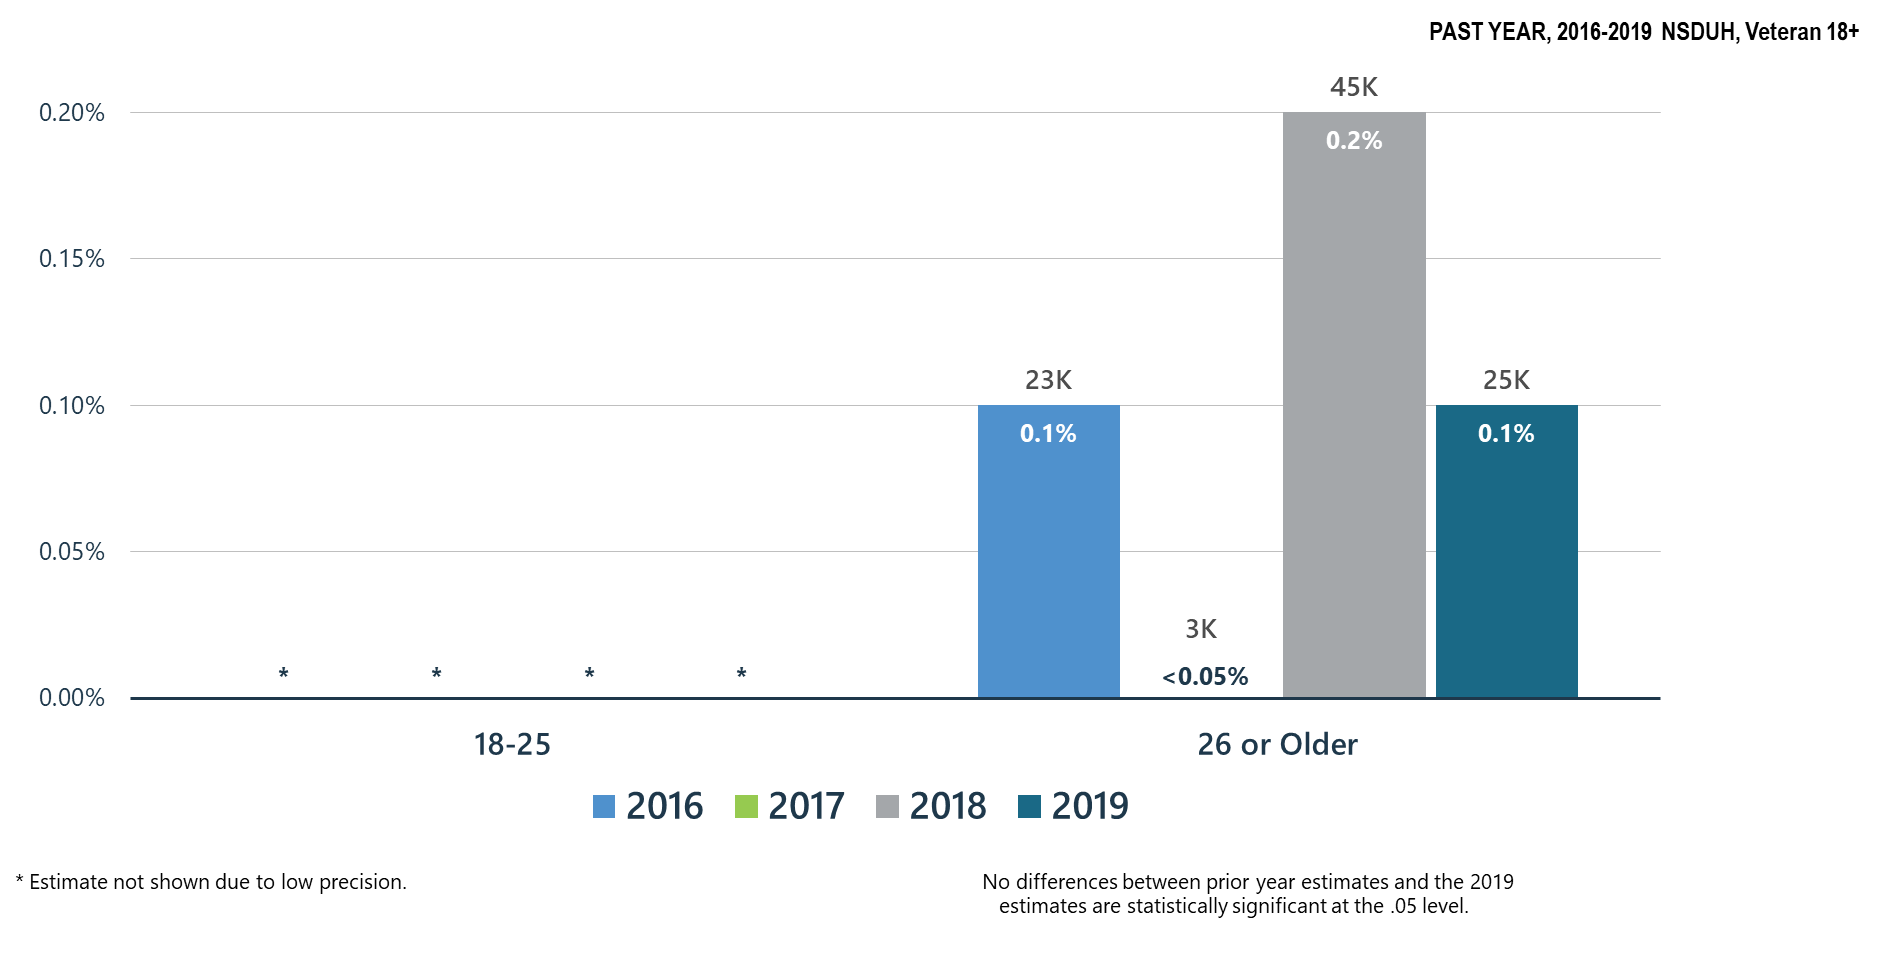 PAST YEAR, 2016-2019 NSDUH, Veteran 18+
45K
0.20%
0.2%
0.15%
23K
25K
0.10%
0.1%
0.1%
0.05%
3K
* * * *
<0.05%
0.00%
18-25
26 or Older
2016 2017 2018 2019
* Estimate not shown due to low precision.
No differences between prior year estimates and the 2019
estimates are statistically significant at the .05 level.